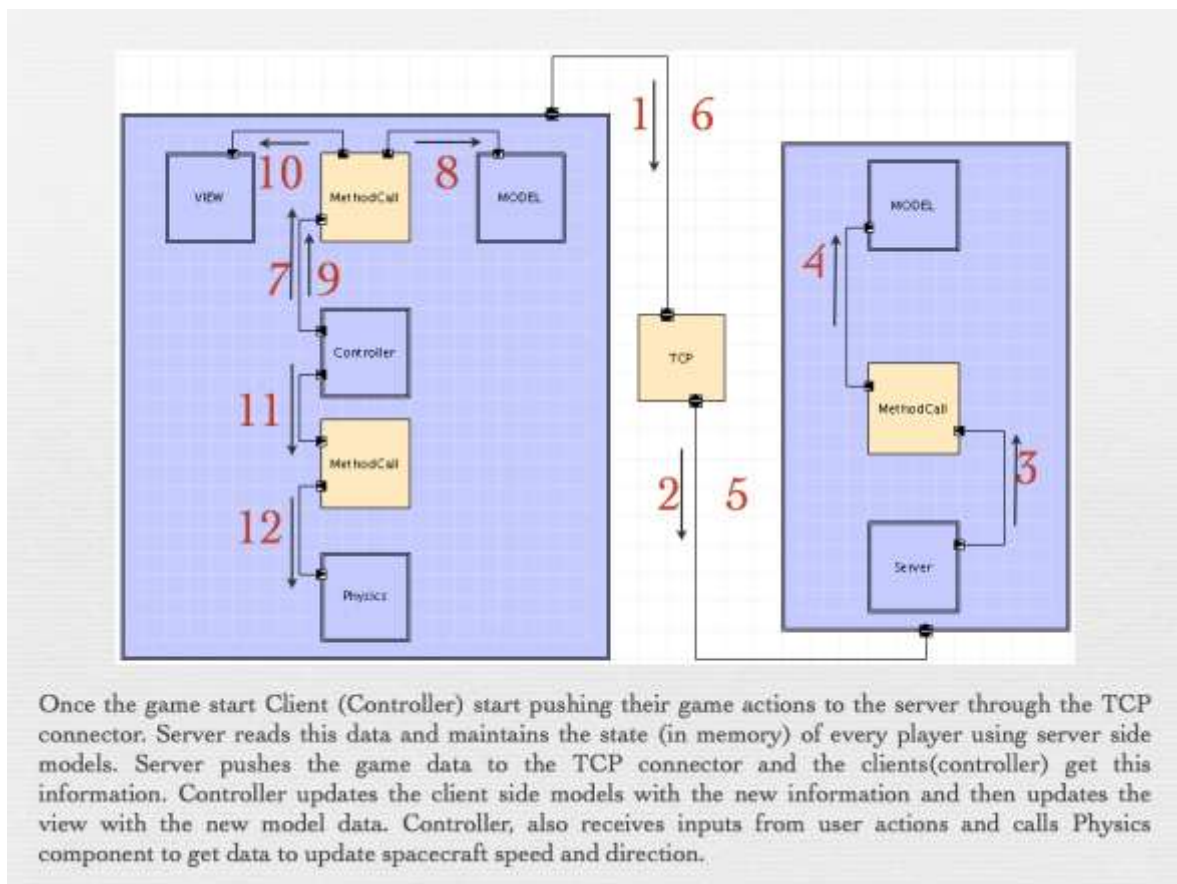 1 6
10 8
VIEW MethodCall MODEL
MODEL
7 9
4
Controller
TCP
11
MethodCall
MethodCall
2 5
3
12
Server
Physics
Once the game start Client (Controller) start pushing their game actions to the server through the TCP
connector. Server reads this data and maintains the state (in memory) of every player using server side
models. Server pushes the game data to the TCP connector and the clients(controller) get this
information. Controller updates the client side models with the new information and then updates the
view with the new model data. Controller, also receives inputs from user actions and calls Physics
component to get data to update spacecraft speed and direction.